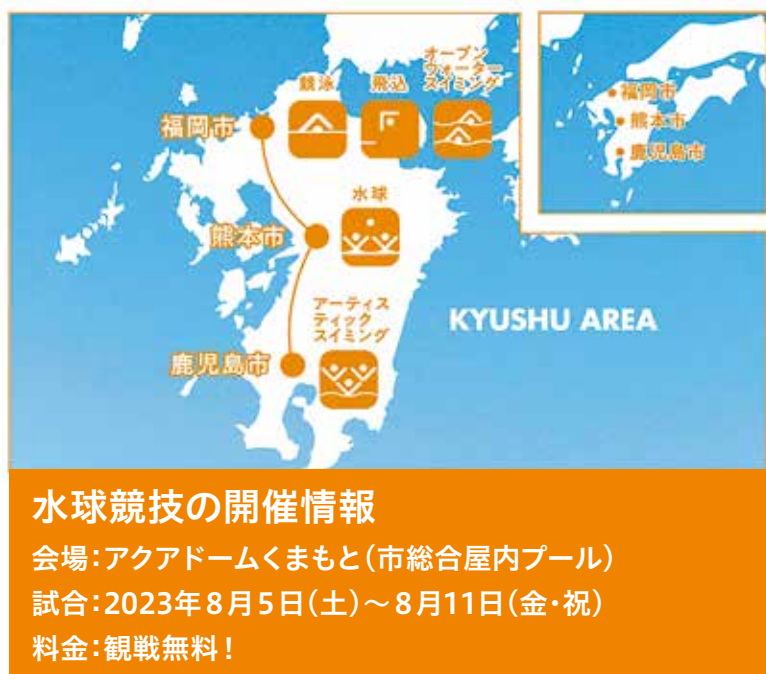 競泳
飛込
オープン
ウォーター
スイミング
福岡市
水球
熊本市
アーティス
ティック
スイミング
鹿児島市
福岡市
熊本市
鹿児島市
KYUSHU AREA
水球競技の開催情報
会場：アクアドームくまもと（市総合屋内プール）
試合：2023年8月5日（土）～8月11日（金・祝）
料金：観戦無料！